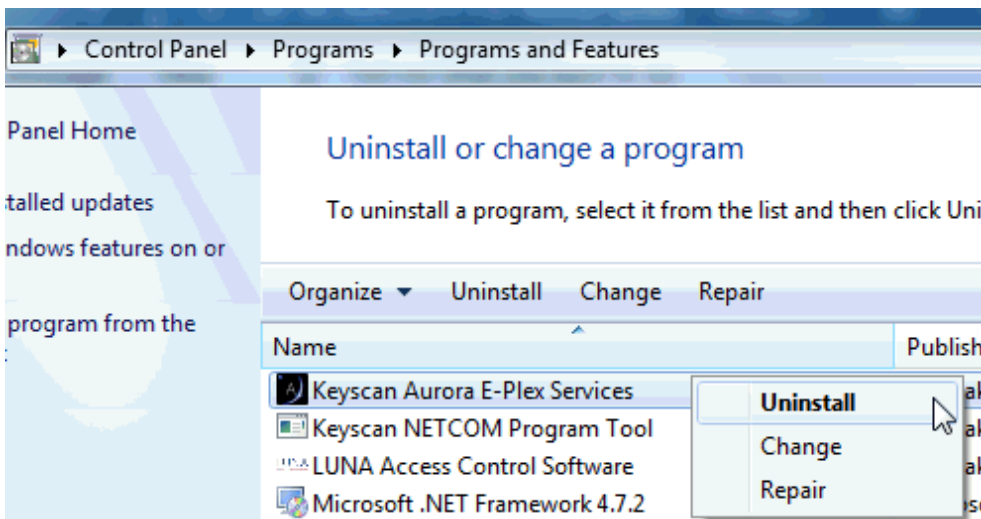 Control Panel ▸ Programs ▸ Programs and Features
Panel Home
talled updates
ndows features on or
program from the
Uninstall or change a program
To uninstall a program, select it from the list and then click Uni
Organize Uninstall Change Repair
Name Publish
Keyscan Aurora E-Plex Services
Keyscan NETCOM Program Tool
LUNA Access Control Software
Microsoft .NET Framework 4.7.2
Uninstall
Change
Repair